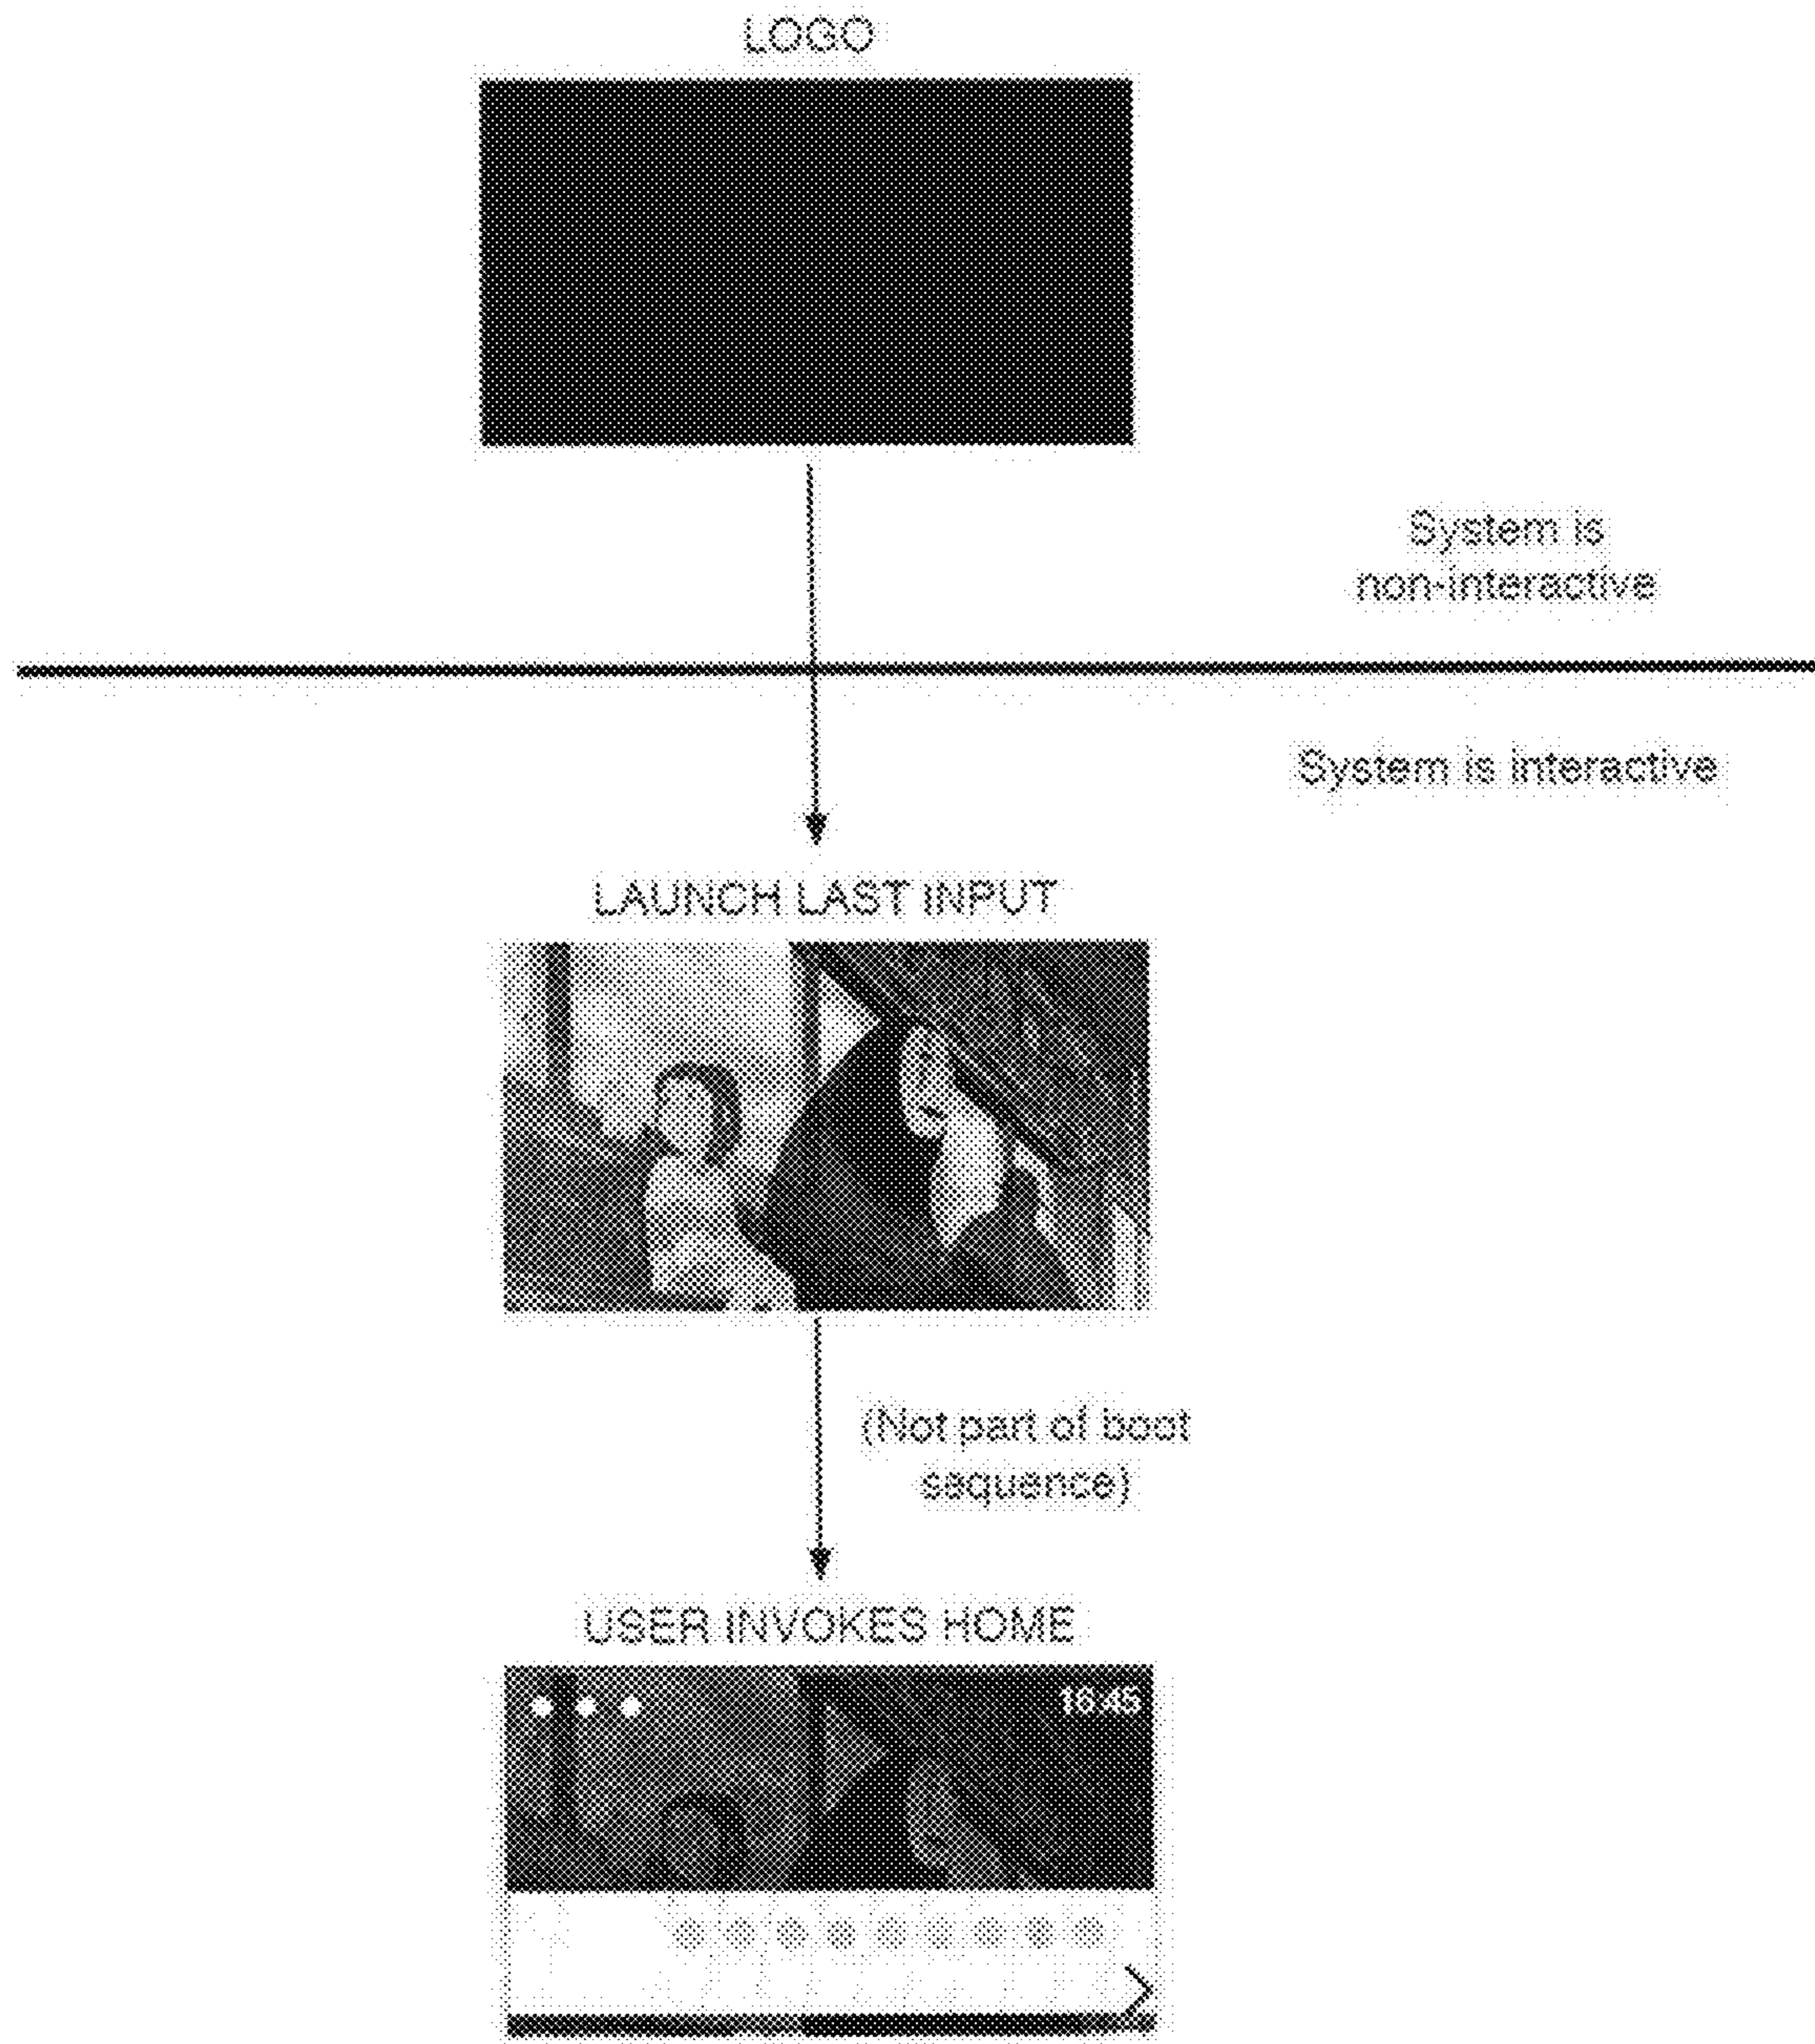 LOGO
System is
non-interactive
System is interactive
LAUNCH LAST INPUT
(Not part of boot
sequence)
USER INVOKES HOME
16:45